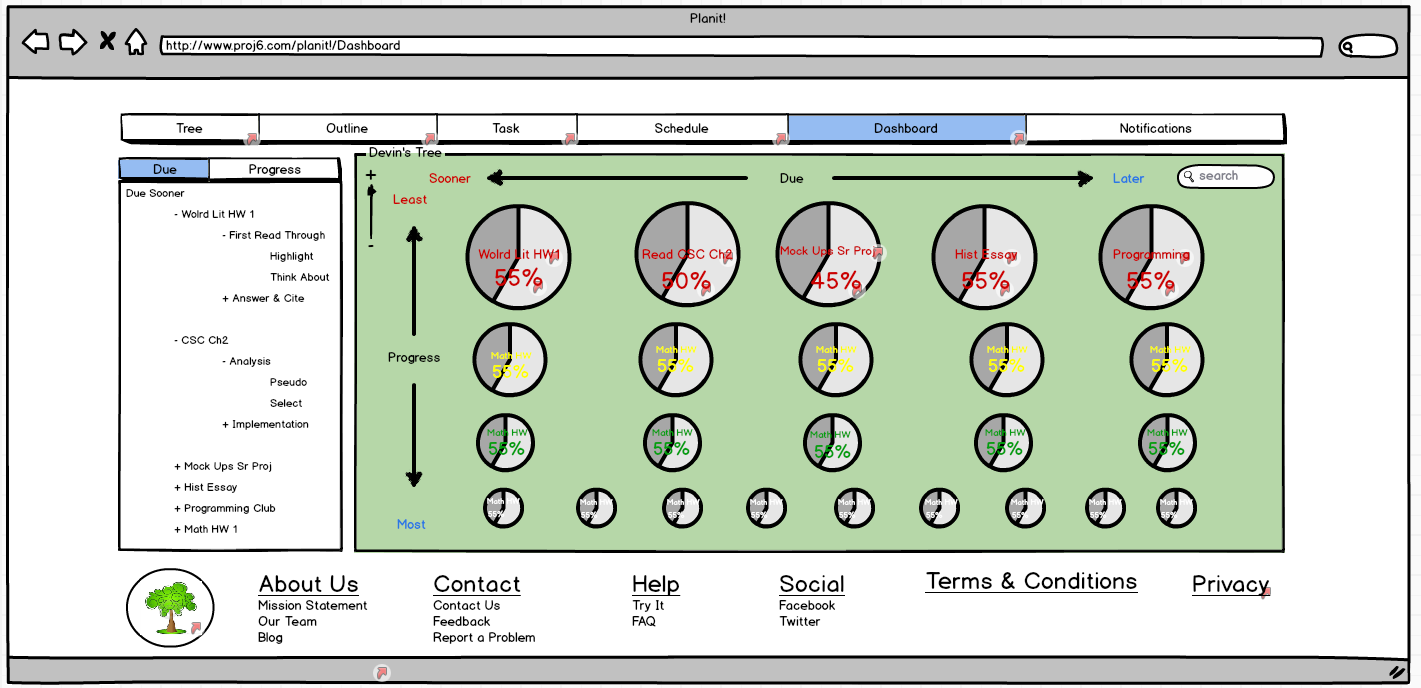 Planit!
http://www.proj6.com/planit!/Dashboard
Tree Outline Task Schedule Dashboard Notifications
Due Progress
Due Sooner
- Wolrd Lit HW 1
- First Read Through
Highlight
Think About
+ Answer & Cite
- CSC Ch2
- Analysis
Pseudo
Select
+ Implementation
+ Mock Ups Sr Proj
+ Hist Essay
+ Programming Club
+ Math HW 1
Devin's Tree
+
-
Sooner Due Later
search
Least
Progress
Most
Wolrd Lit HW1
55%
Read CSC Ch2
50%
Mock Ups Sr Proj
45%
Hist Essay
55%
Programming
55%
Math HW
55%
Math HW
55%
Math HW
55%
Math HW
55%
Math HW
55%
Math HW
55%
Math HW
55%
Math HW
55%
Math HW
55%
Math HW
55%
Math HW
55%
Math HW
55%
Math HW
55%
Math HW
55%
Math HW
55%
Math HW
55%
Math HW
55%
Math HW
55%
Math HW
55%
About Us
Mission Statement
Our Team
Blog
Contact
Contact Us
Feedback
Report a Problem
Help
Try It
FAQ
Social
Facebook
Twitter
Terms & Conditions
Privacy